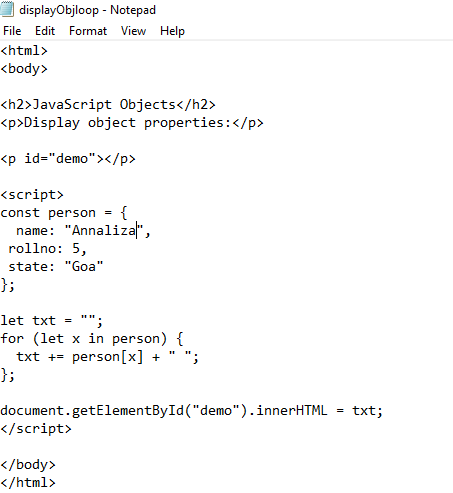 displayObjloop - Notepad
File Edit Format View Help
<html>
<body>

<h2>JavaScript Objects</h2>
<p>Display object properties:</p>

<p id="demo"></p>

<script>
const person = {
  name: "Annaliza",
 rollno: 5,
 state: "Goa"
};

let txt = "";
for (let x in person) {
  txt += person[x] + " ";
};

document.getElementById("demo").innerHTML = txt;
</script>

</body>
</html>